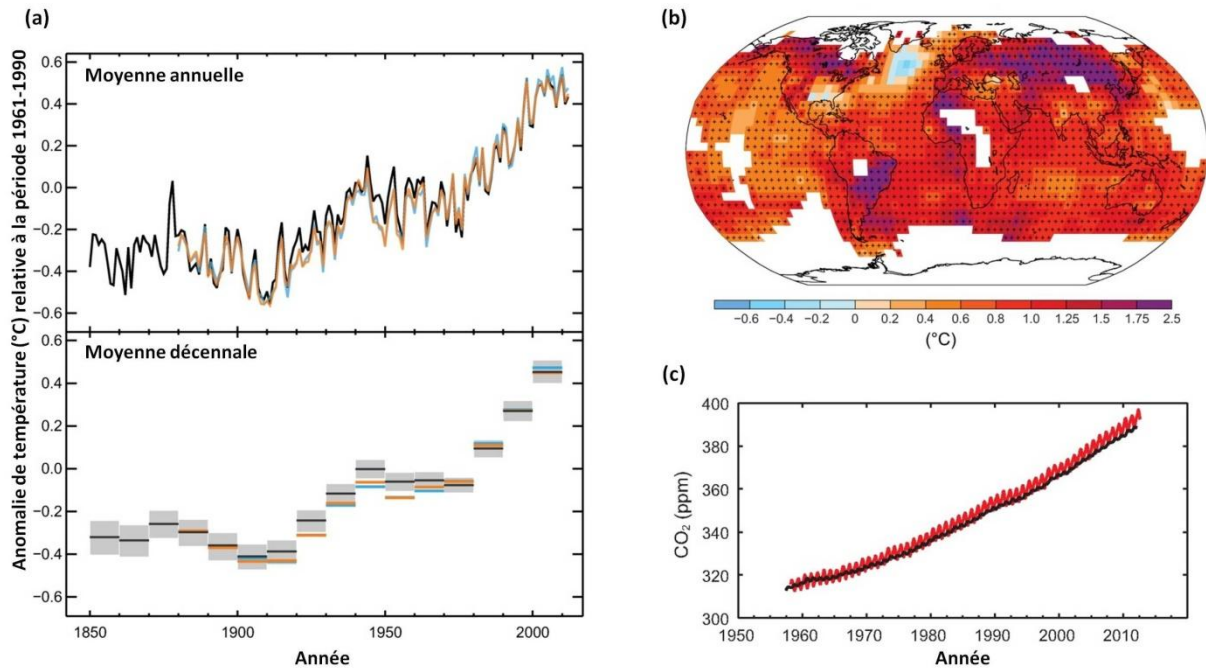 (a)
Anomalie de température (°C) relative à la période 1961-1990
Moyenne annuelle
0.6
0.4
0.2
0.0
−0.2
−0.4
−0.6
Moyenne décennale
0.6
0.4
0.2
0.0
−0.2
−0.4
−0.6
1850
1900
1950
2000
Année
(b)
−0.6 −0.4 −0.2 0 0.2 0.4 0.6 0.8 1.0 1.25 1.5 1.75 2.5
(°C)
(c)
CO₂ (ppm)
400
380
360
340
320
300
1950 1960 1970 1980 1990 2000 2010
Année